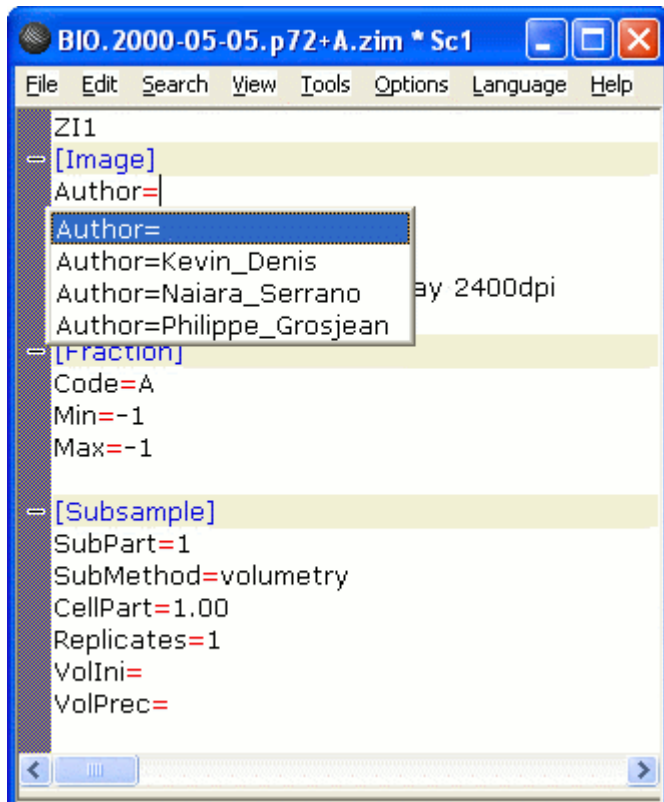 BIO.2000-05-05.p72+A.zim * Sc1
File Edit Search View Tools Options Language Help
ZI1
[Image]
Author=
Author=
Author=Kevin_Denis
Author=Naiara_Serrano
Author=Philippe_Grosjean
2400dpi
[Fraction]
Code=A
Min=-1
Max=-1
[Subsample]
SubPart=1
SubMethod=volumetry
CellPart=1.00
Replicates=1
VolIni=
VolPrec=